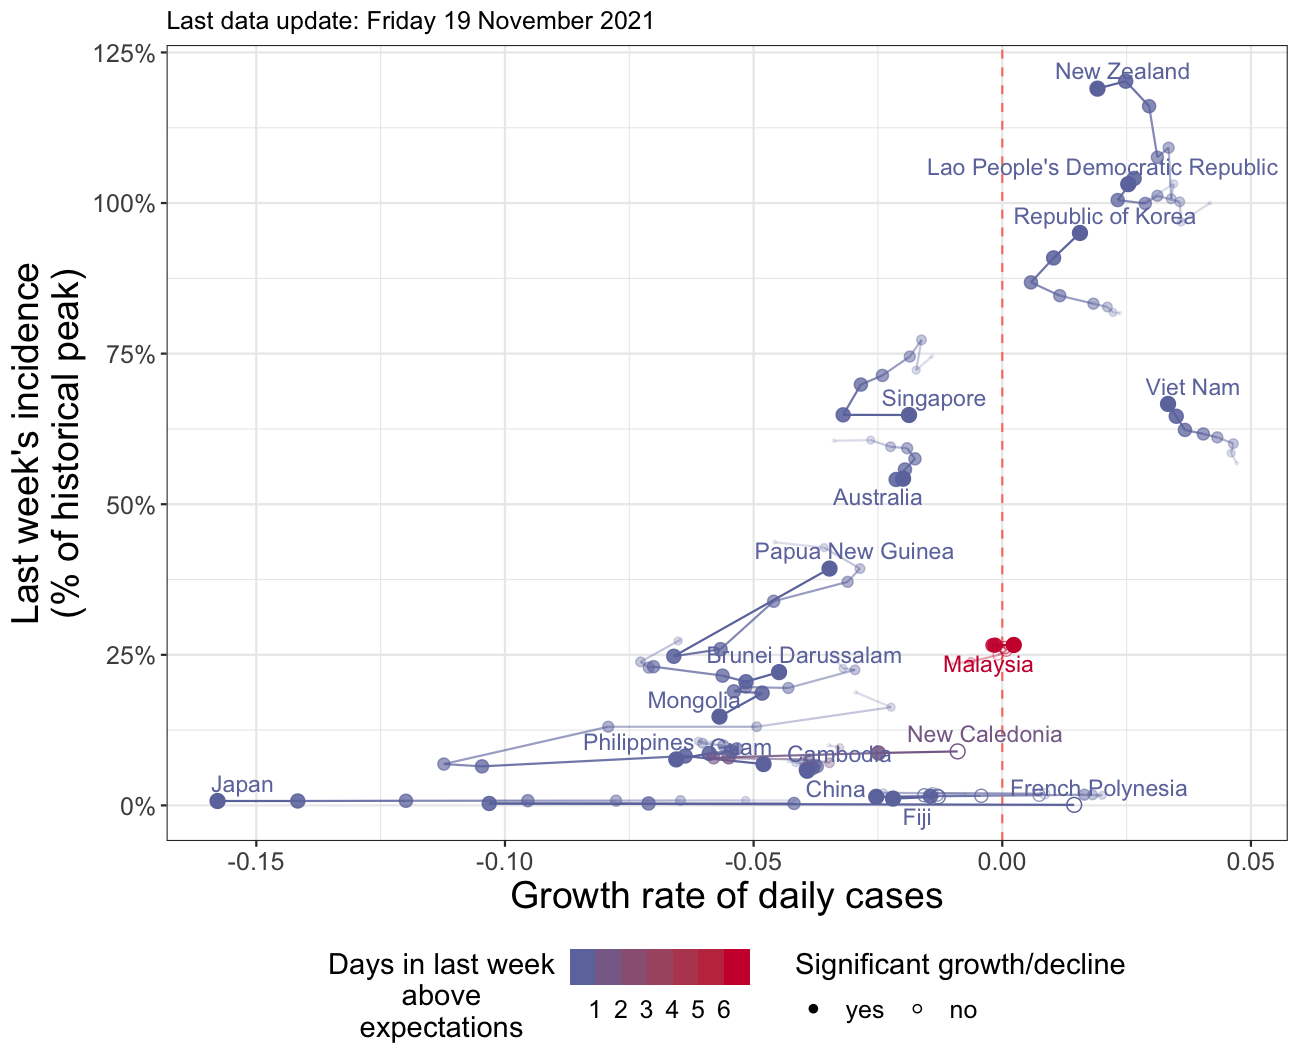 Last data update: Friday 19 November 2021
Last week's incidence
(% of historical peak)
125%
100%
75%
50%
25%
0%
New Zealand
Lao People's Democratic Republic
Republic of Korea
Viet Nam
Singapore
Australia
Papua New Guinea
Brunei Darussalam
Malaysia
Mongolia
New Caledonia
Philippines
Guam
Cambodia
Japan
China
French Polynesia
Fiji
-0.15
-0.10
-0.05
0.00
0.05
Growth rate of daily cases
Days in last week
above
expectations
1 2 3 4 5 6
Significant growth/decline
yes
no